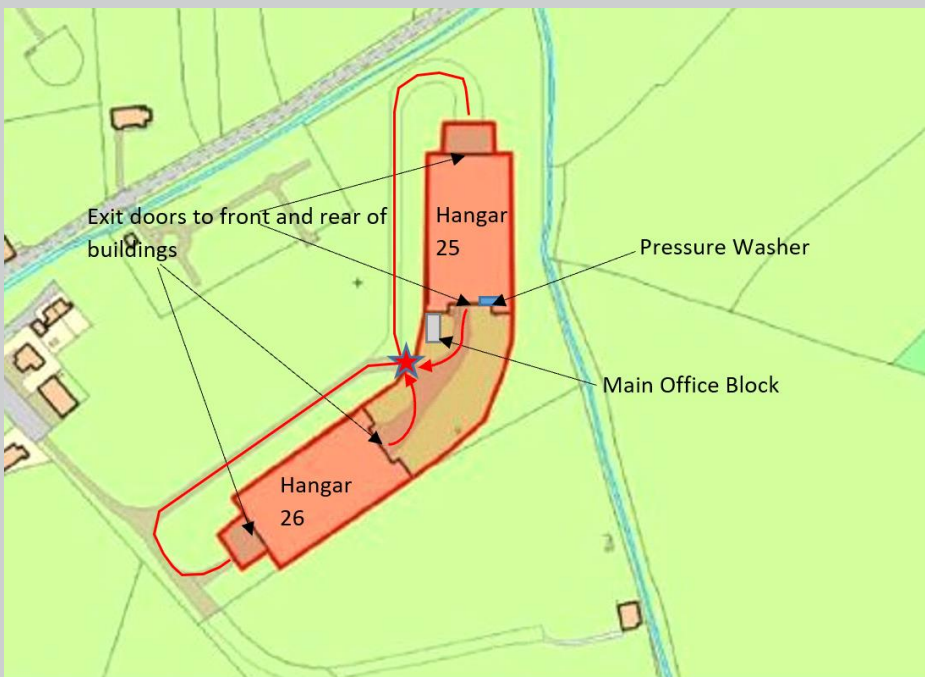 Exit doors to front and rear of
buildings
Hangar
25
Pressure Washer
Main Office Block
Hangar
26